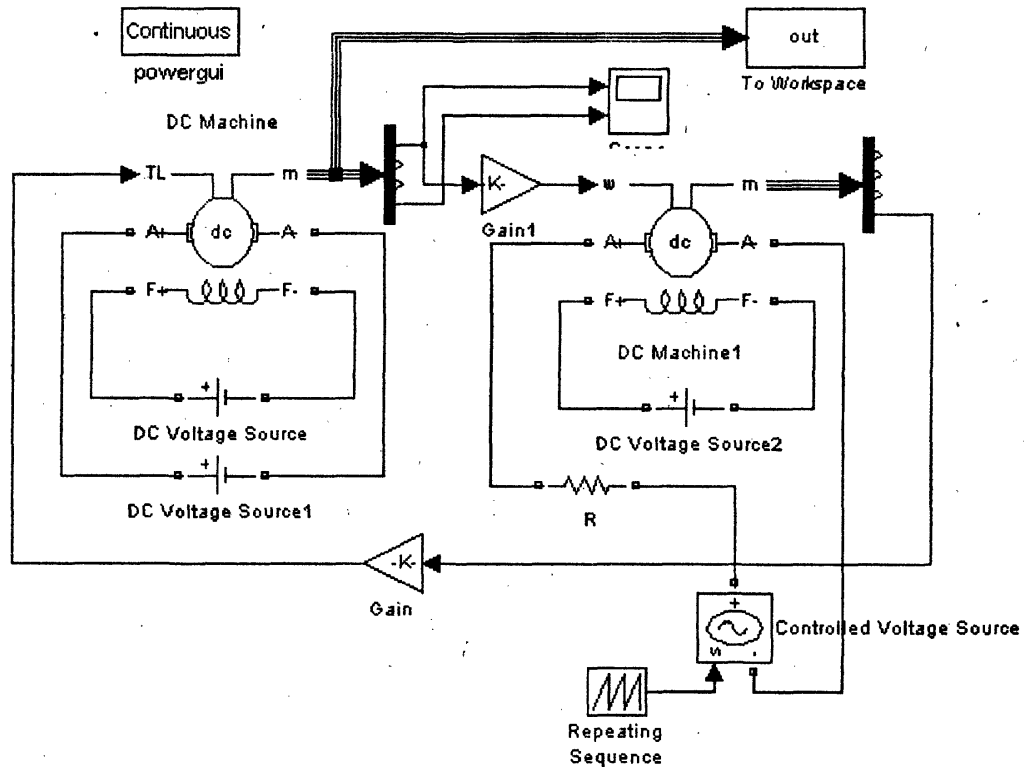 Continuous
powergui
out
To Workspace
DC Machine
TL
m
dc
A+
A-
F+
F-
DC Voltage Source
DC Voltage Source1
K-
Gain1
w
m
A+
dc
A-
F+
F-
DC Machine1
DC Voltage Source2
R
-K-
Gain
Controlled Voltage Source
s
Repeating
Sequence